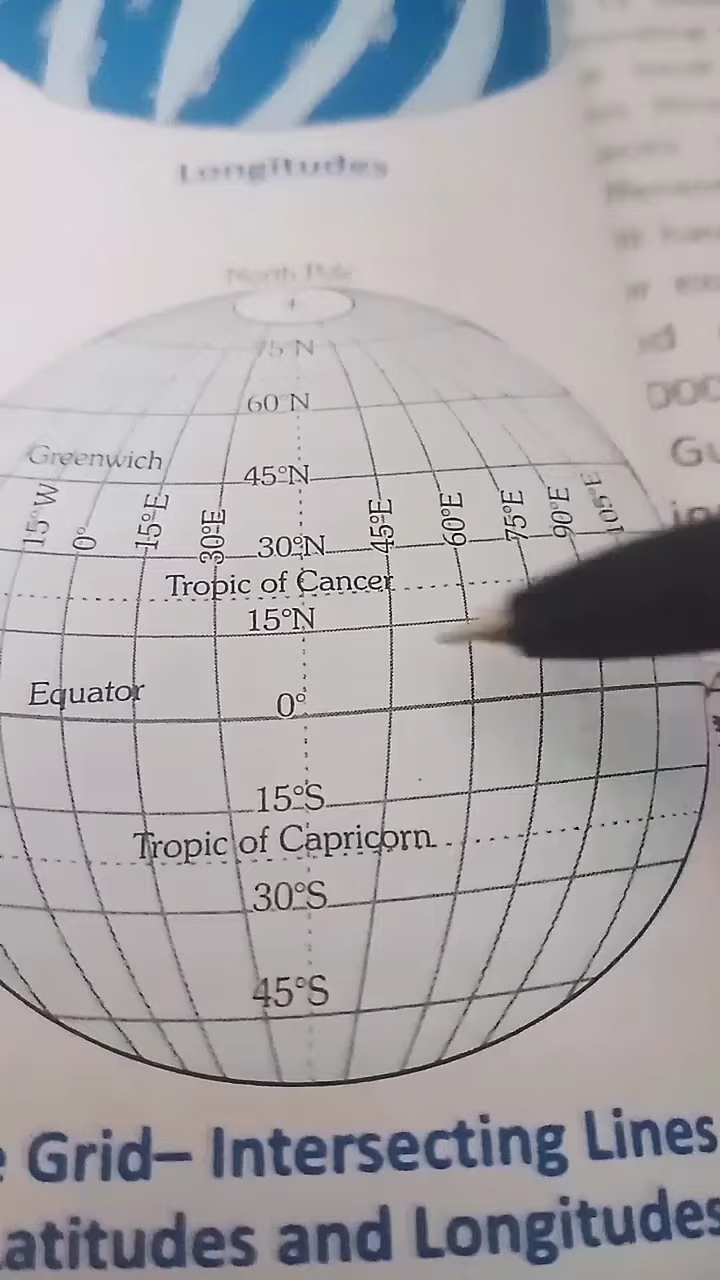 Longitudes
North Pole
75°N
60°N
Greenwich
45°N
15°W
0°
15°E
30°E
45°E
60°E
75°E
90°E
105°E
30°N
Tropic of Cancer
15°N
Equator
0°
15°S
Tropic of Capricorn
30°S
45°S
Grid– Intersecting Lines
Latitudes and Longitudes